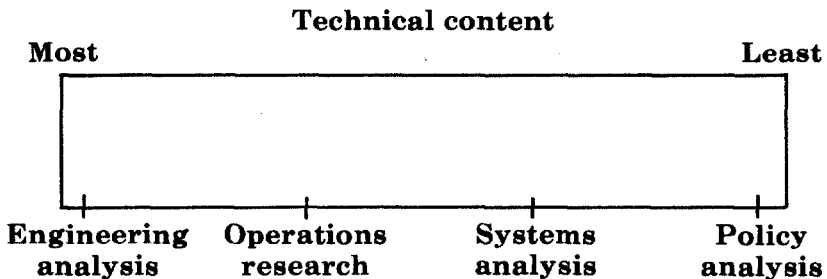 Technical content
Most Least
Engineering Operations Systems Policy
analysis research analysis analysis